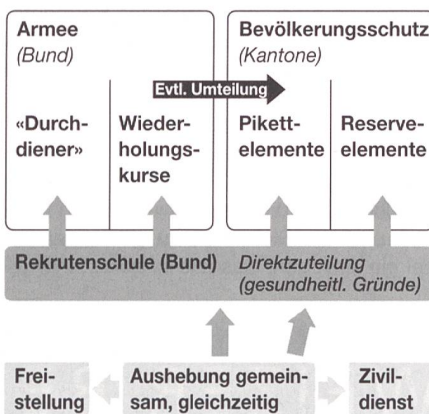 Armee
(Bund)
Bevölkerungsschutz
(Kantone)
Evtl. Umteilung
«Durch-
diener»
Wieder-
holungs-
kurse
Pikett-
elemente
Reserve-
elemente
Rekrutenschule (Bund)
Direktzuteilung
(gesundheitl. Gründe)
Frei-
stellung
Aushebung gemein-
sam, gleichzeitig
Zivil-
dienst